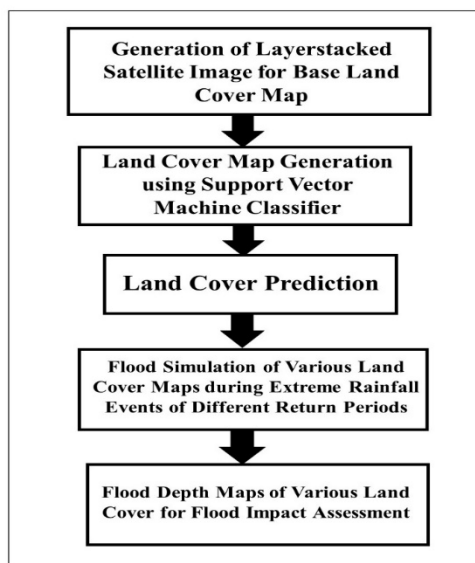 Generation of Layerstacked
Satellite Image for Base Land
Cover Map
Land Cover Map Generation
using Support Vector
Machine Classifier
Land Cover Prediction
Flood Simulation of Various Land
Cover Maps during Extreme Rainfall
Events of Different Return Periods
Flood Depth Maps of Various Land
Cover for Flood Impact Assessment